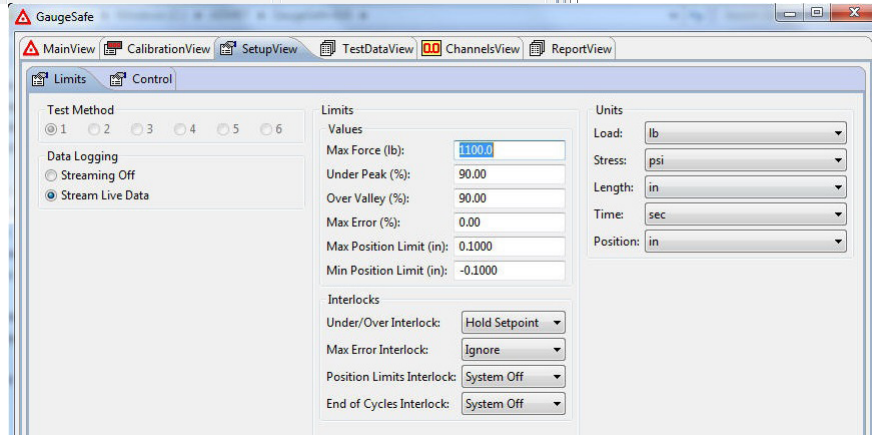 GaugeSafe
MainView CalibrationView SetupView TestDataView 0.0 ChannelsView ReportView
Limits Control
Test Method
1 2 3 4 5 6
Data Logging
Streaming Off
Stream Live Data
Limits
Values
Max Force (lb): 1100.0
Under Peak (%): 90.00
Over Valley (%): 90.00
Max Error (%): 0.00
Max Position Limit (in): 0.1000
Min Position Limit (in): -0.1000
Interlocks
Under/Over Interlock: Hold Setpoint
Max Error Interlock: Ignore
Position Limits Interlock: System Off
End of Cycles Interlock: System Off
Units
Load: lb
Stress: psi
Length: in
Time: sec
Position: in